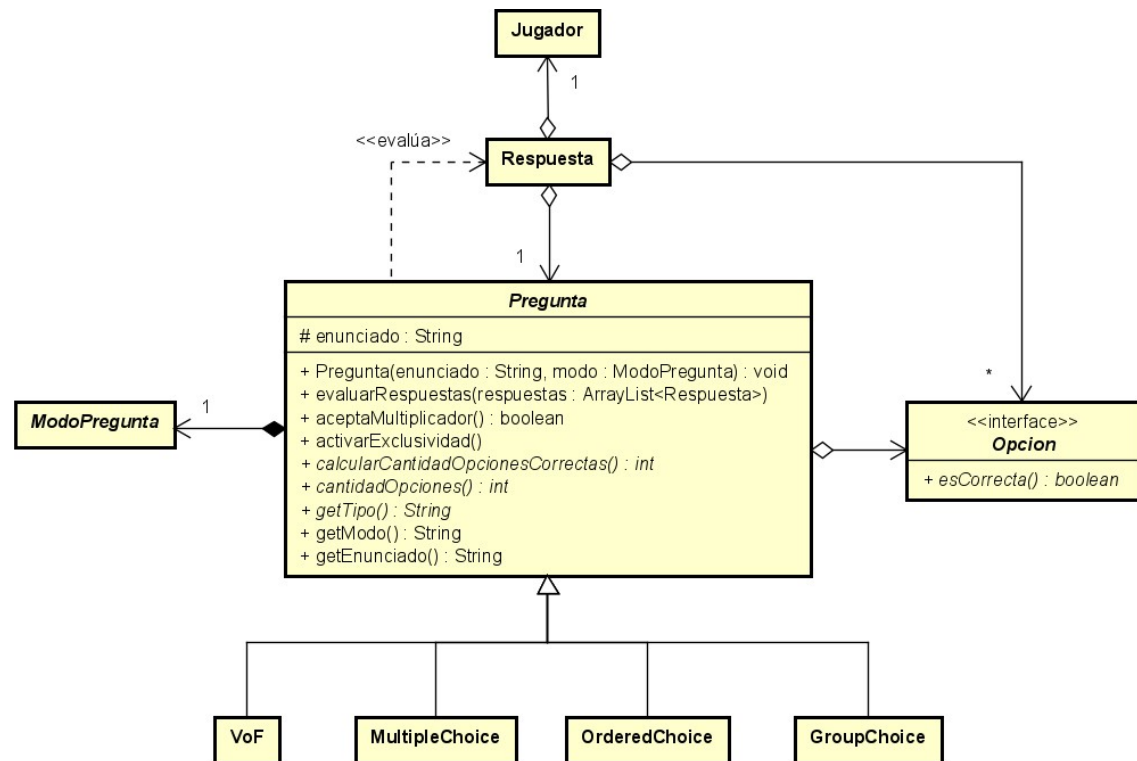 Jugador
1
<<evalúa>>
Respuesta
1
Pregunta
# enunciado : String
+ Pregunta(enunciado : String, modo : ModoPregunta) : void
+ evaluarRespuestas(respuestas : ArrayList<Respuesta>)
+ aceptaMultiplicador() : boolean
+ activarExclusividad()
+ calcularCantidadOpcionesCorrectas() : int
+ cantidadOpciones() : int
+ getTipo() : String
+ getModo() : String
+ getEnunciado() : String
1
ModoPregunta
*
<<interface>>
Opcion
+ esCorrecta() : boolean
VoF
MultipleChoice
OrderedChoice
GroupChoice